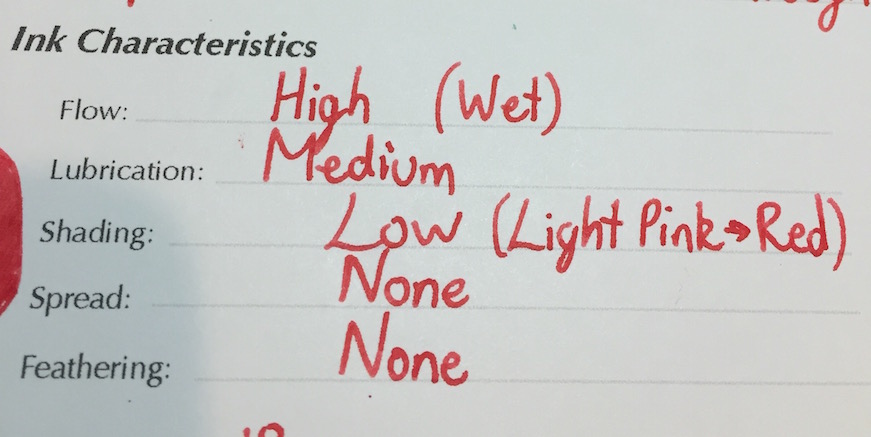 Ink Characteristics
Flow: High (Wet)
Lubrication: Medium
Shading: Low (Light Pink→Red)
Spread: None
Feathering: None